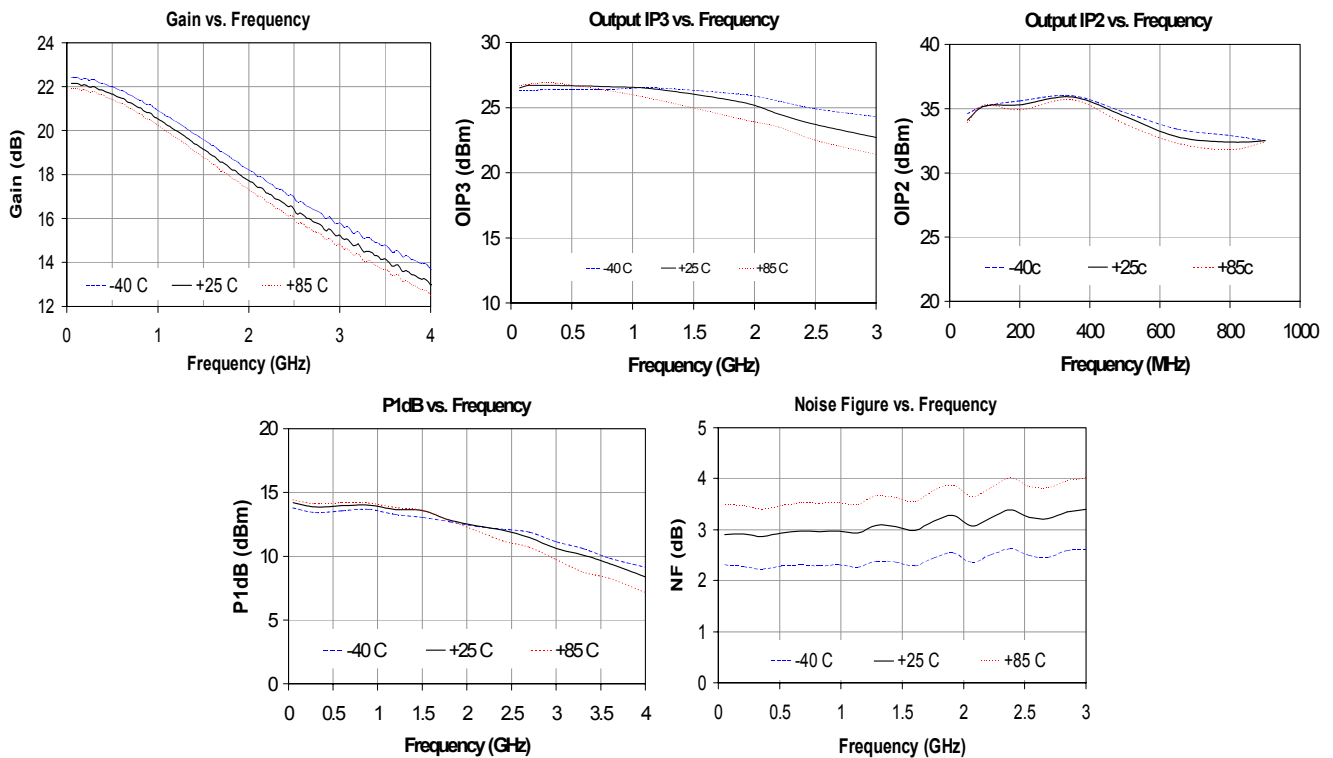 Gain vs. Frequency
24
22
20
18
16
14
12
Gain (dB)
-40 C
+25 C
+85 C
0
1
2
3
4
Frequency (GHz)
Output IP3 vs. Frequency
30
25
20
15
10
OIP3 (dBm)
-40 C
+25 C
+85 C
0
0.5
1
1.5
2
2.5
3
Frequency (GHz)
Output IP2 vs. Frequency
40
35
30
25
20
OIP2 (dBm)
-40c
+25c
+85c
0
200
400
600
800
1000
Frequency (MHz)
P1dB vs. Frequency
20
15
10
5
0
P1dB (dBm)
-40 C
+25 C
+85 C
0
0.5
1
1.5
2
2.5
3
3.5
4
Frequency (GHz)
Noise Figure vs. Frequency
5
4
3
2
1
0
NF (dB)
-40 C
+25 C
+85 C
0
0.5
1
1.5
2
2.5
3
Frequency (GHz)